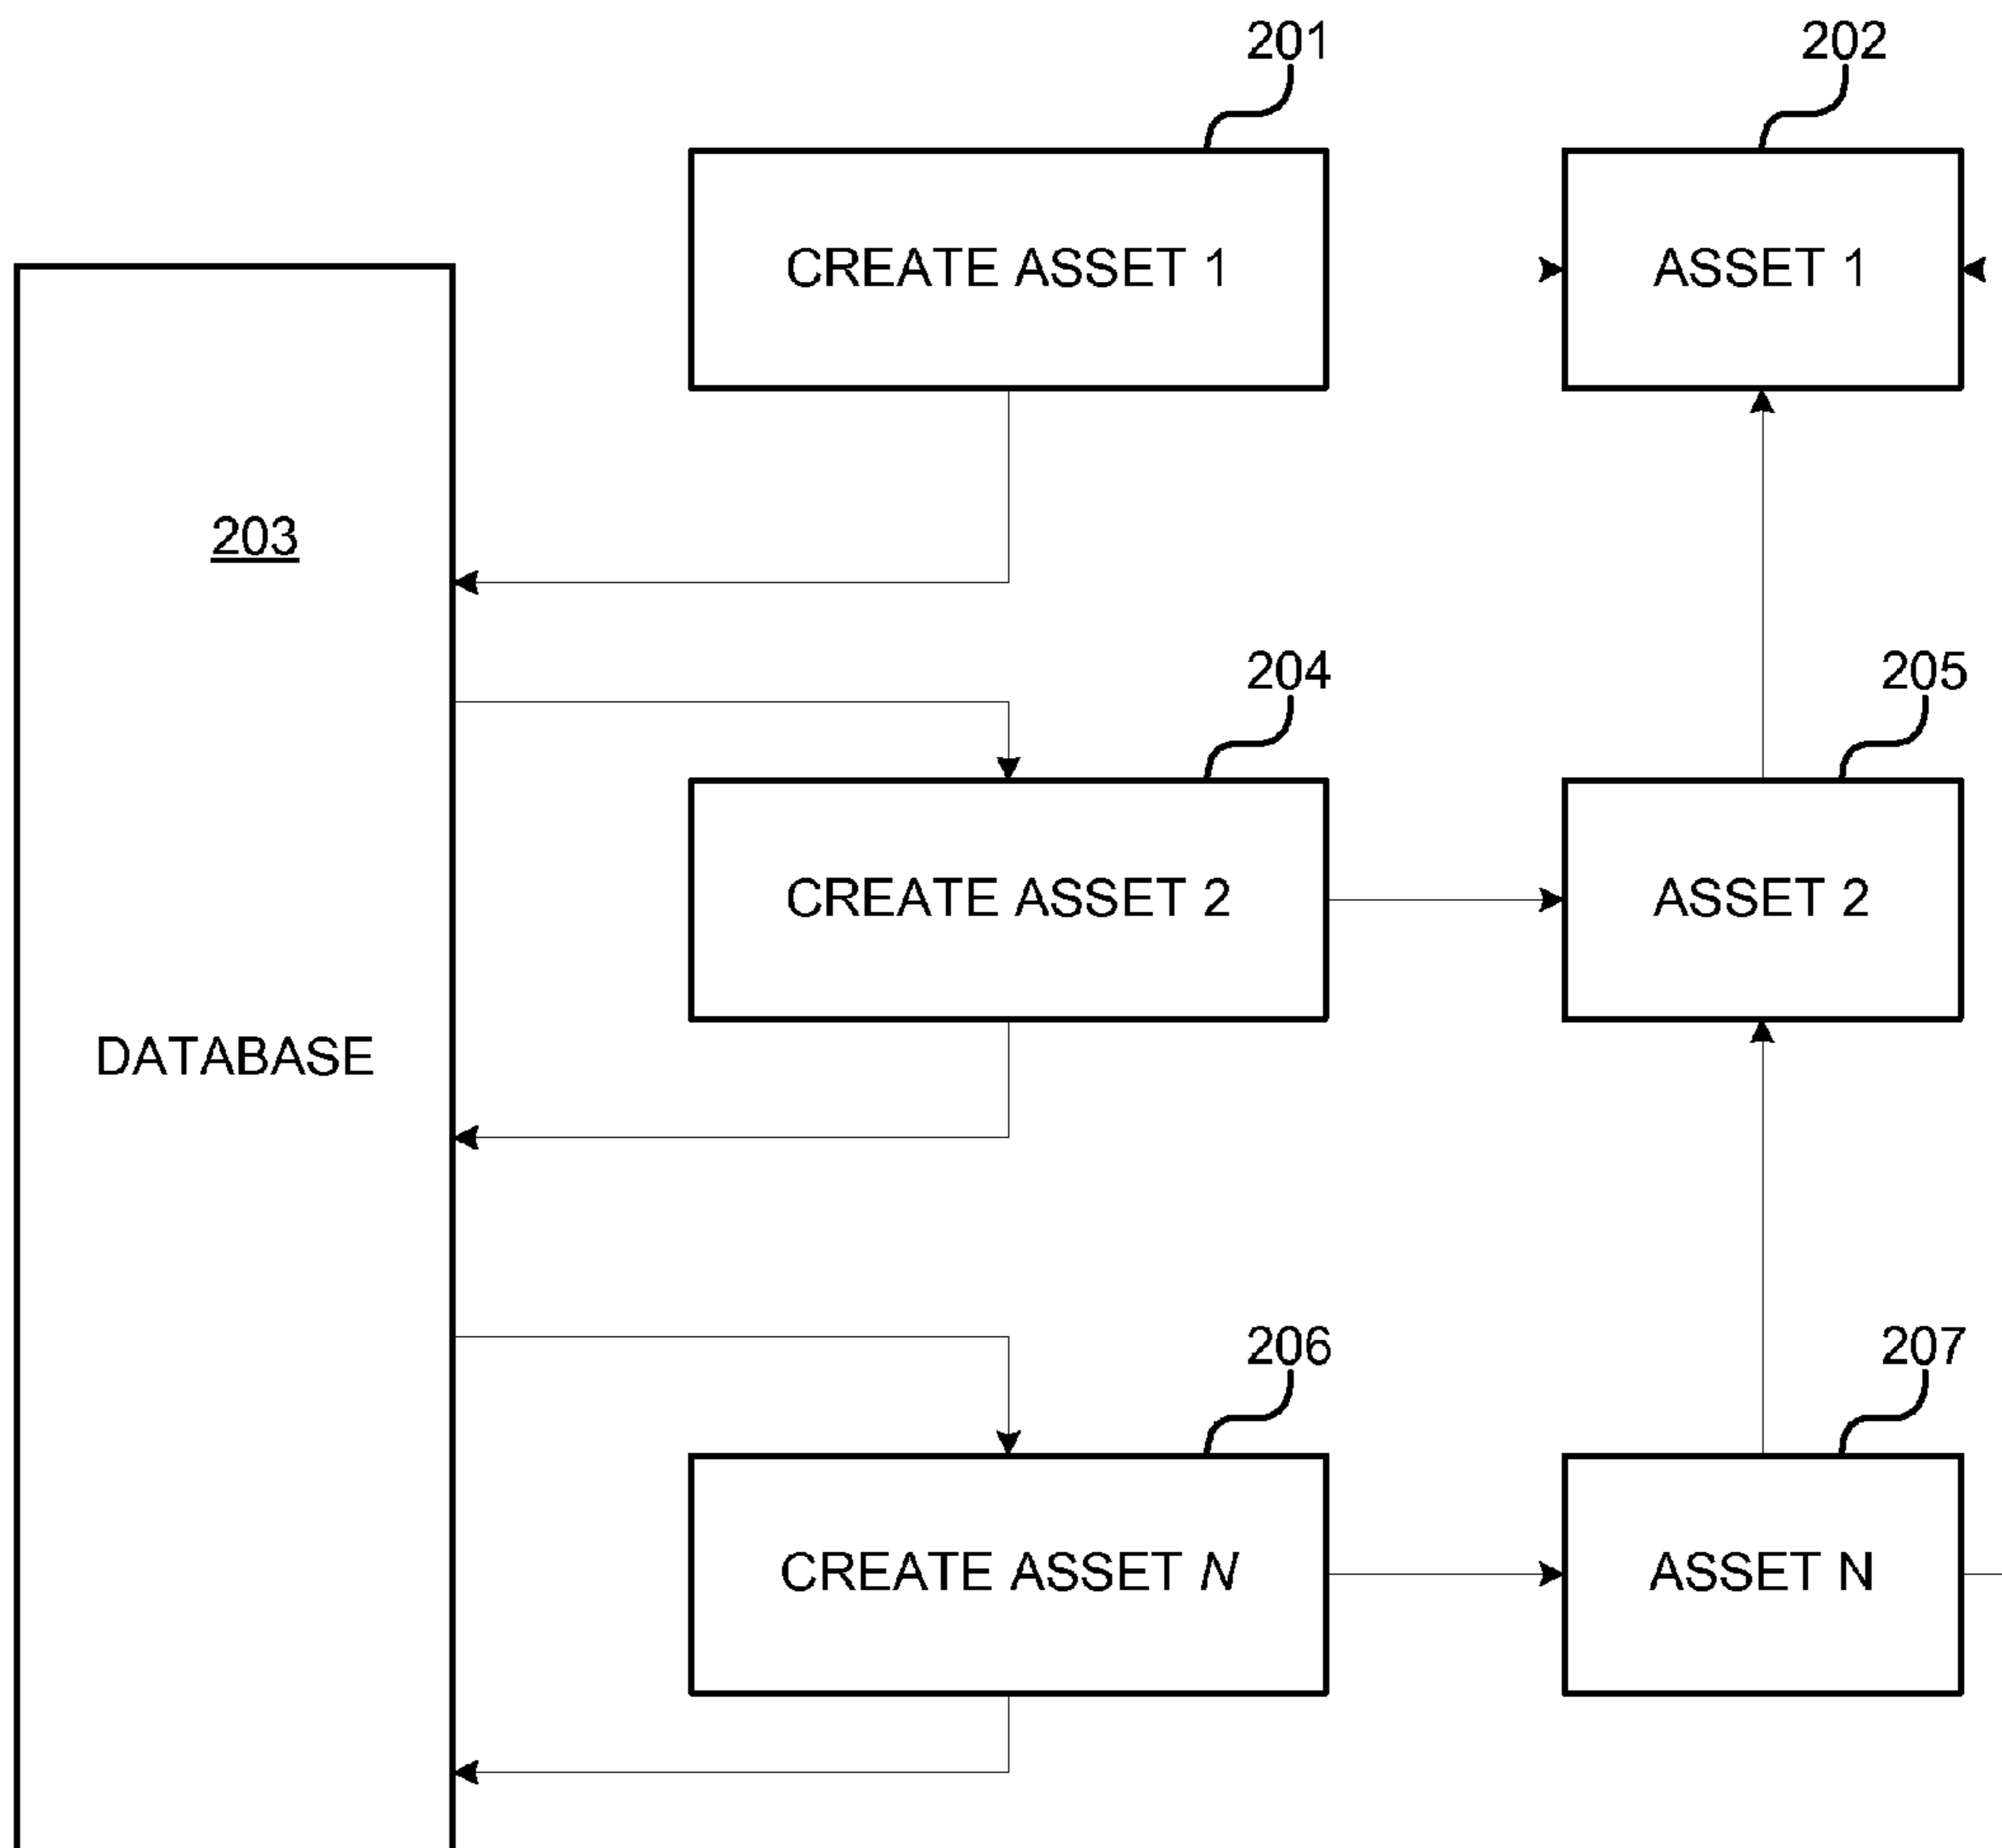 201
202
CREATE ASSET 1
ASSET 1
203
204
205
CREATE ASSET 2
ASSET 2
DATABASE
206
207
CREATE ASSET N
ASSET N